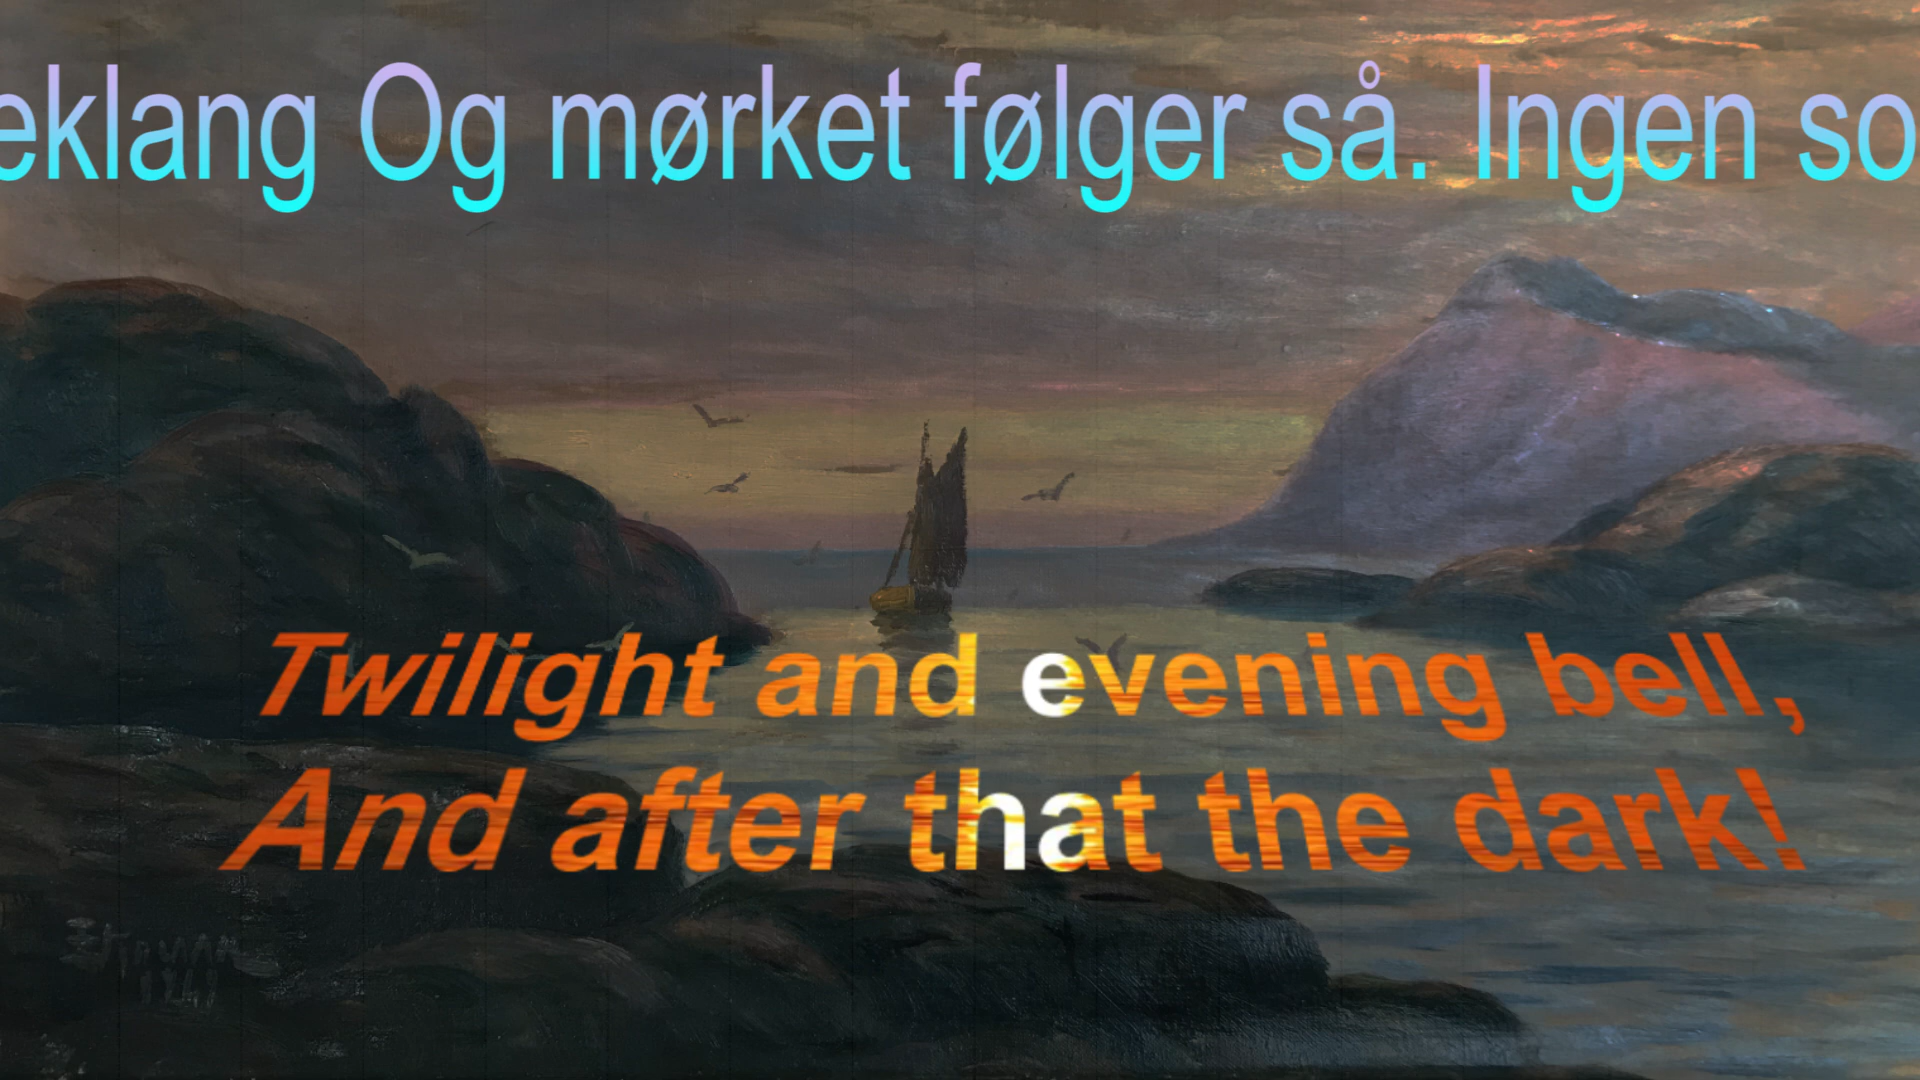 eklang Og mørket følger så. Ingen so
Twilight and evening bell,
And after that the dark!